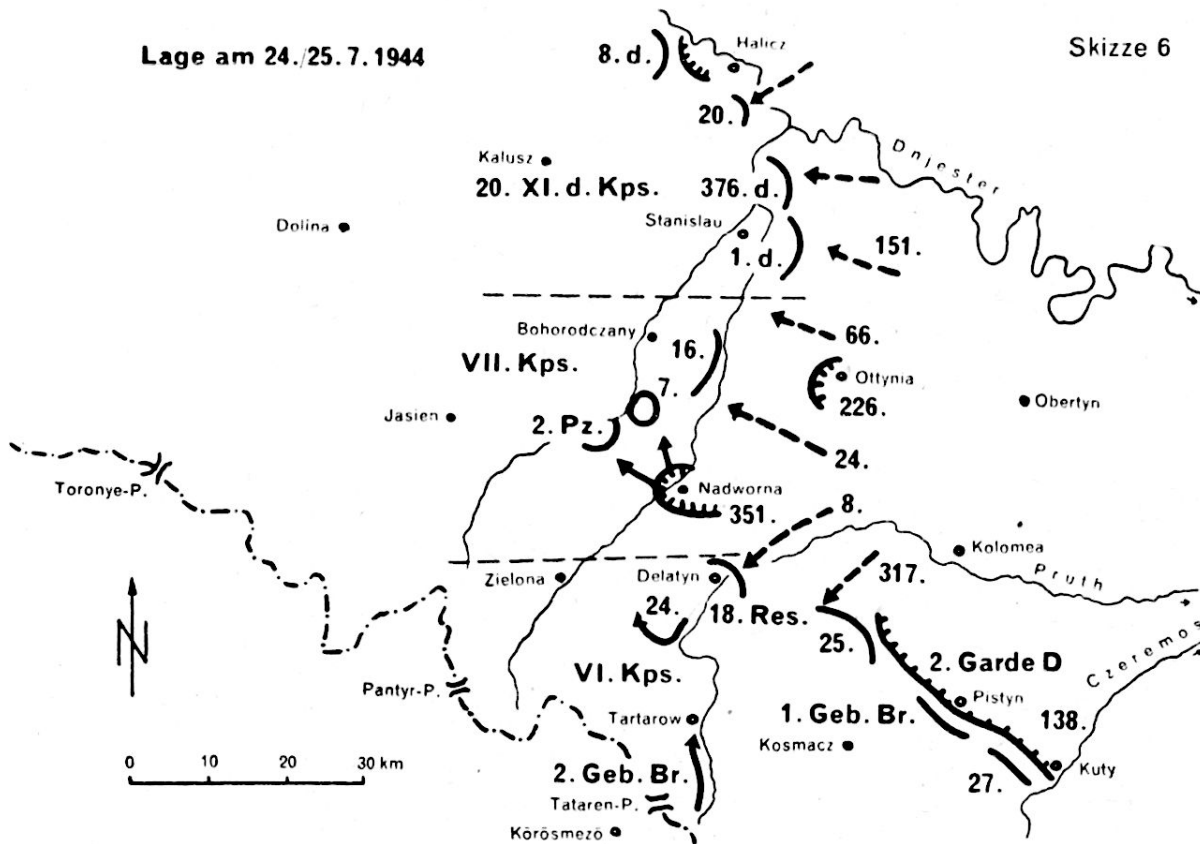 Lage am 24./25.7.1944
Skizze 6
8. d.
Halicz
20.
Dnjester
Kalusz
20. XI. d. Kps.
376. d.
Dolina
Stanislau
1. d.
151.
Bohorodczany
66.
16.
VII. Kps.
7.
Ottynia
226.
Obertyn
Jasien
2. Pz.
24.
Toronye-P.
Nadworna
351.
8.
Kolomea
Pruth
Zielona
Delatyn
317.
24.
18. Res.
25.
2. Garde D
Czeremos
N
VI. Kps.
Pantyr-P.
Pistyn
Tartarow
1. Geb. Br.
138.
Kosmacz
0 10 20 30 km
2. Geb. Br.
27.
Kuty
Tataren-P.
Körösmezö